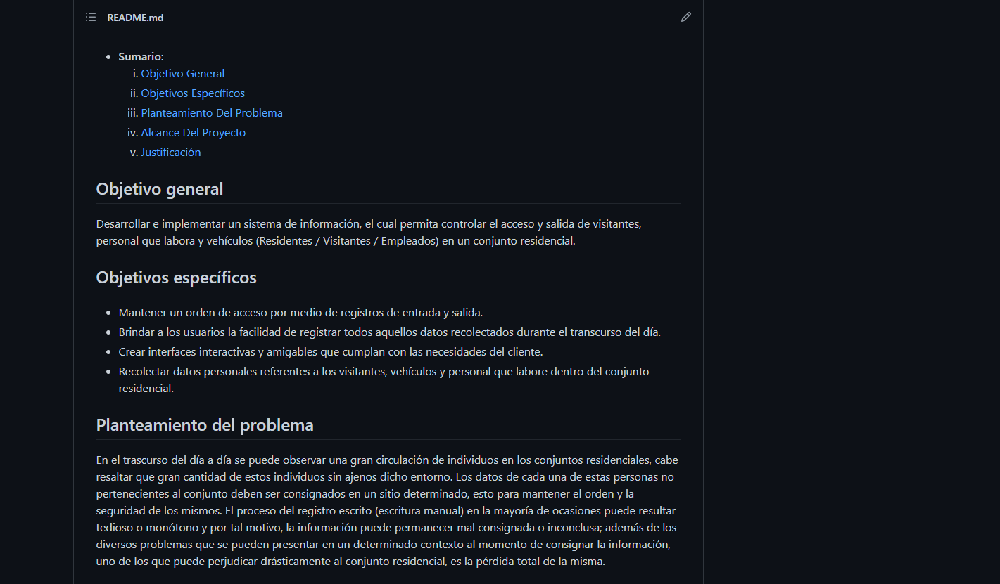 README.md
Sumario:
i. Objetivo General
ii. Objetivos Específicos
iii. Planteamiento Del Problema
iv. Alcance Del Proyecto
v. Justificación
Objetivo general
Desarrollar e implementar un sistema de información, el cual permita controlar el acceso y salida de visitantes,
personal que labora y vehículos (Residentes / Visitantes / Empleados) en un conjunto residencial.
Objetivos específicos
Mantener un orden de acceso por medio de registros de entrada y salida.
Brindar a los usuarios la facilidad de registrar todos aquellos datos recolectados durante el transcurso del día.
Crear interfaces interactivas y amigables que cumplan con las necesidades del cliente.
Recolectar datos personales referentes a los visitantes, vehículos y personal que labore dentro del conjunto
residencial.
Planteamiento del problema
En el trascurso del día a día se puede observar una gran circulación de individuos en los conjuntos residenciales, cabe
resaltar que gran cantidad de estos individuos sin ajenos dicho entorno. Los datos de cada una de estas personas no
pertenecientes al conjunto deben ser consignados en un sitio determinado, esto para mantener el orden y la
seguridad de los mismos. El proceso del registro escrito (escritura manual) en la mayoría de ocasiones puede resultar
tedioso o monótono y por tal motivo, la información puede permanecer mal consignada o inconclusa; además de los
diversos problemas que se pueden presentar en un determinado contexto al momento de consignar la información,
uno de los que puede perjudicar drásticamente al conjunto residencial, es la pérdida total de la misma.